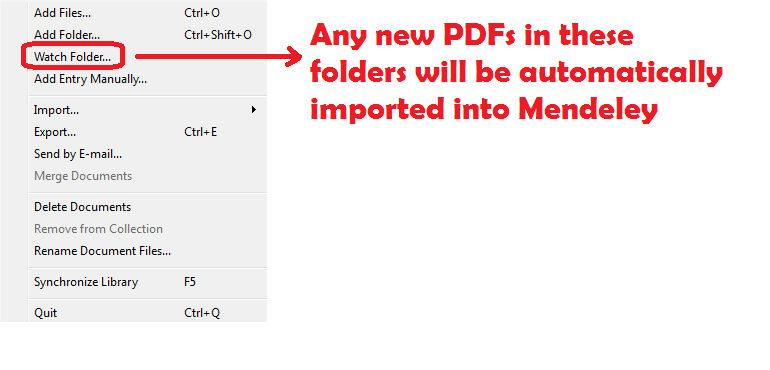 Add Files... Ctrl+O
Add Folder... Ctrl+Shift+O
Watch Folder...
Add Entry Manually...
Import...
Export... Ctrl+E
Send by E-mail...
Merge Documents
Delete Documents
Remove from Collection
Rename Document Files...
Synchronize Library F5
Quit Ctrl+Q
Any new PDFs in these
folders will be automatically
imported into Mendeley